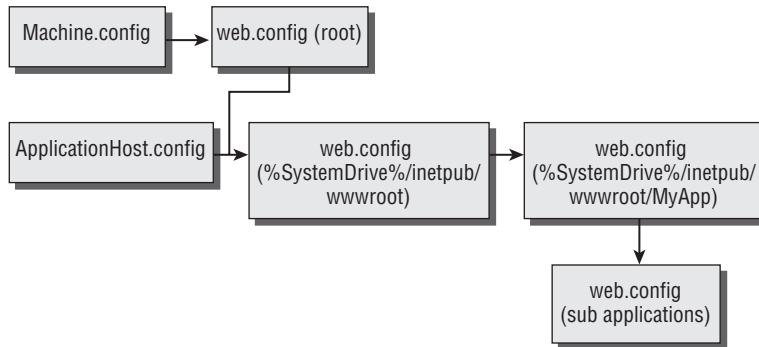 Machine.config
web.config (root)
ApplicationHost.config
web.config
(%SystemDrive%/inetpub/
wwwroot)
web.config
(%SystemDrive%/inetpub/
wwwroot/MyApp)
web.config
(sub applications)